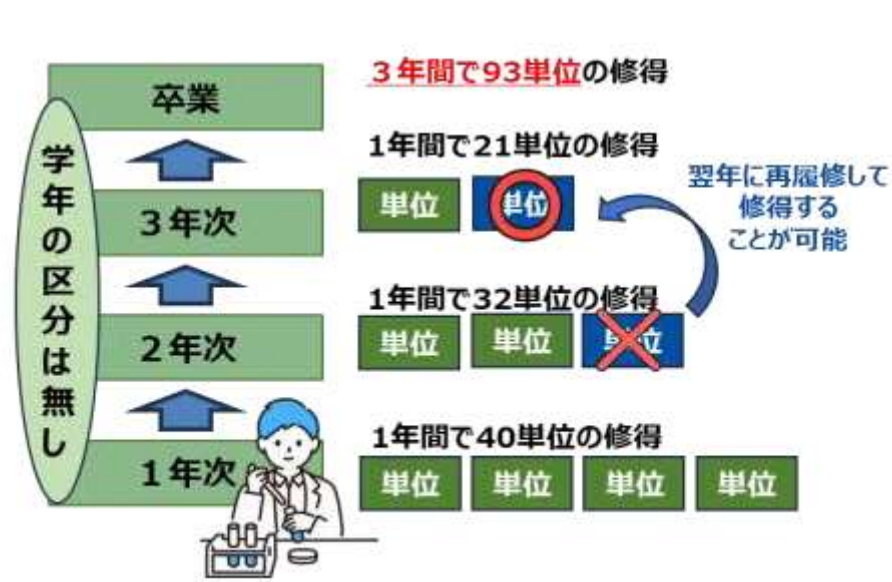 ３年間で93単位の修得
卒業
1年間で21単位の修得
学年の区分は無し
単位
単位
翌年に再履修して
修得する
ことが可能
３年次
1年間で32単位の修得
単位
単位
単位
２年次
1年間で40単位の修得
１年次
単位
単位
単位
単位